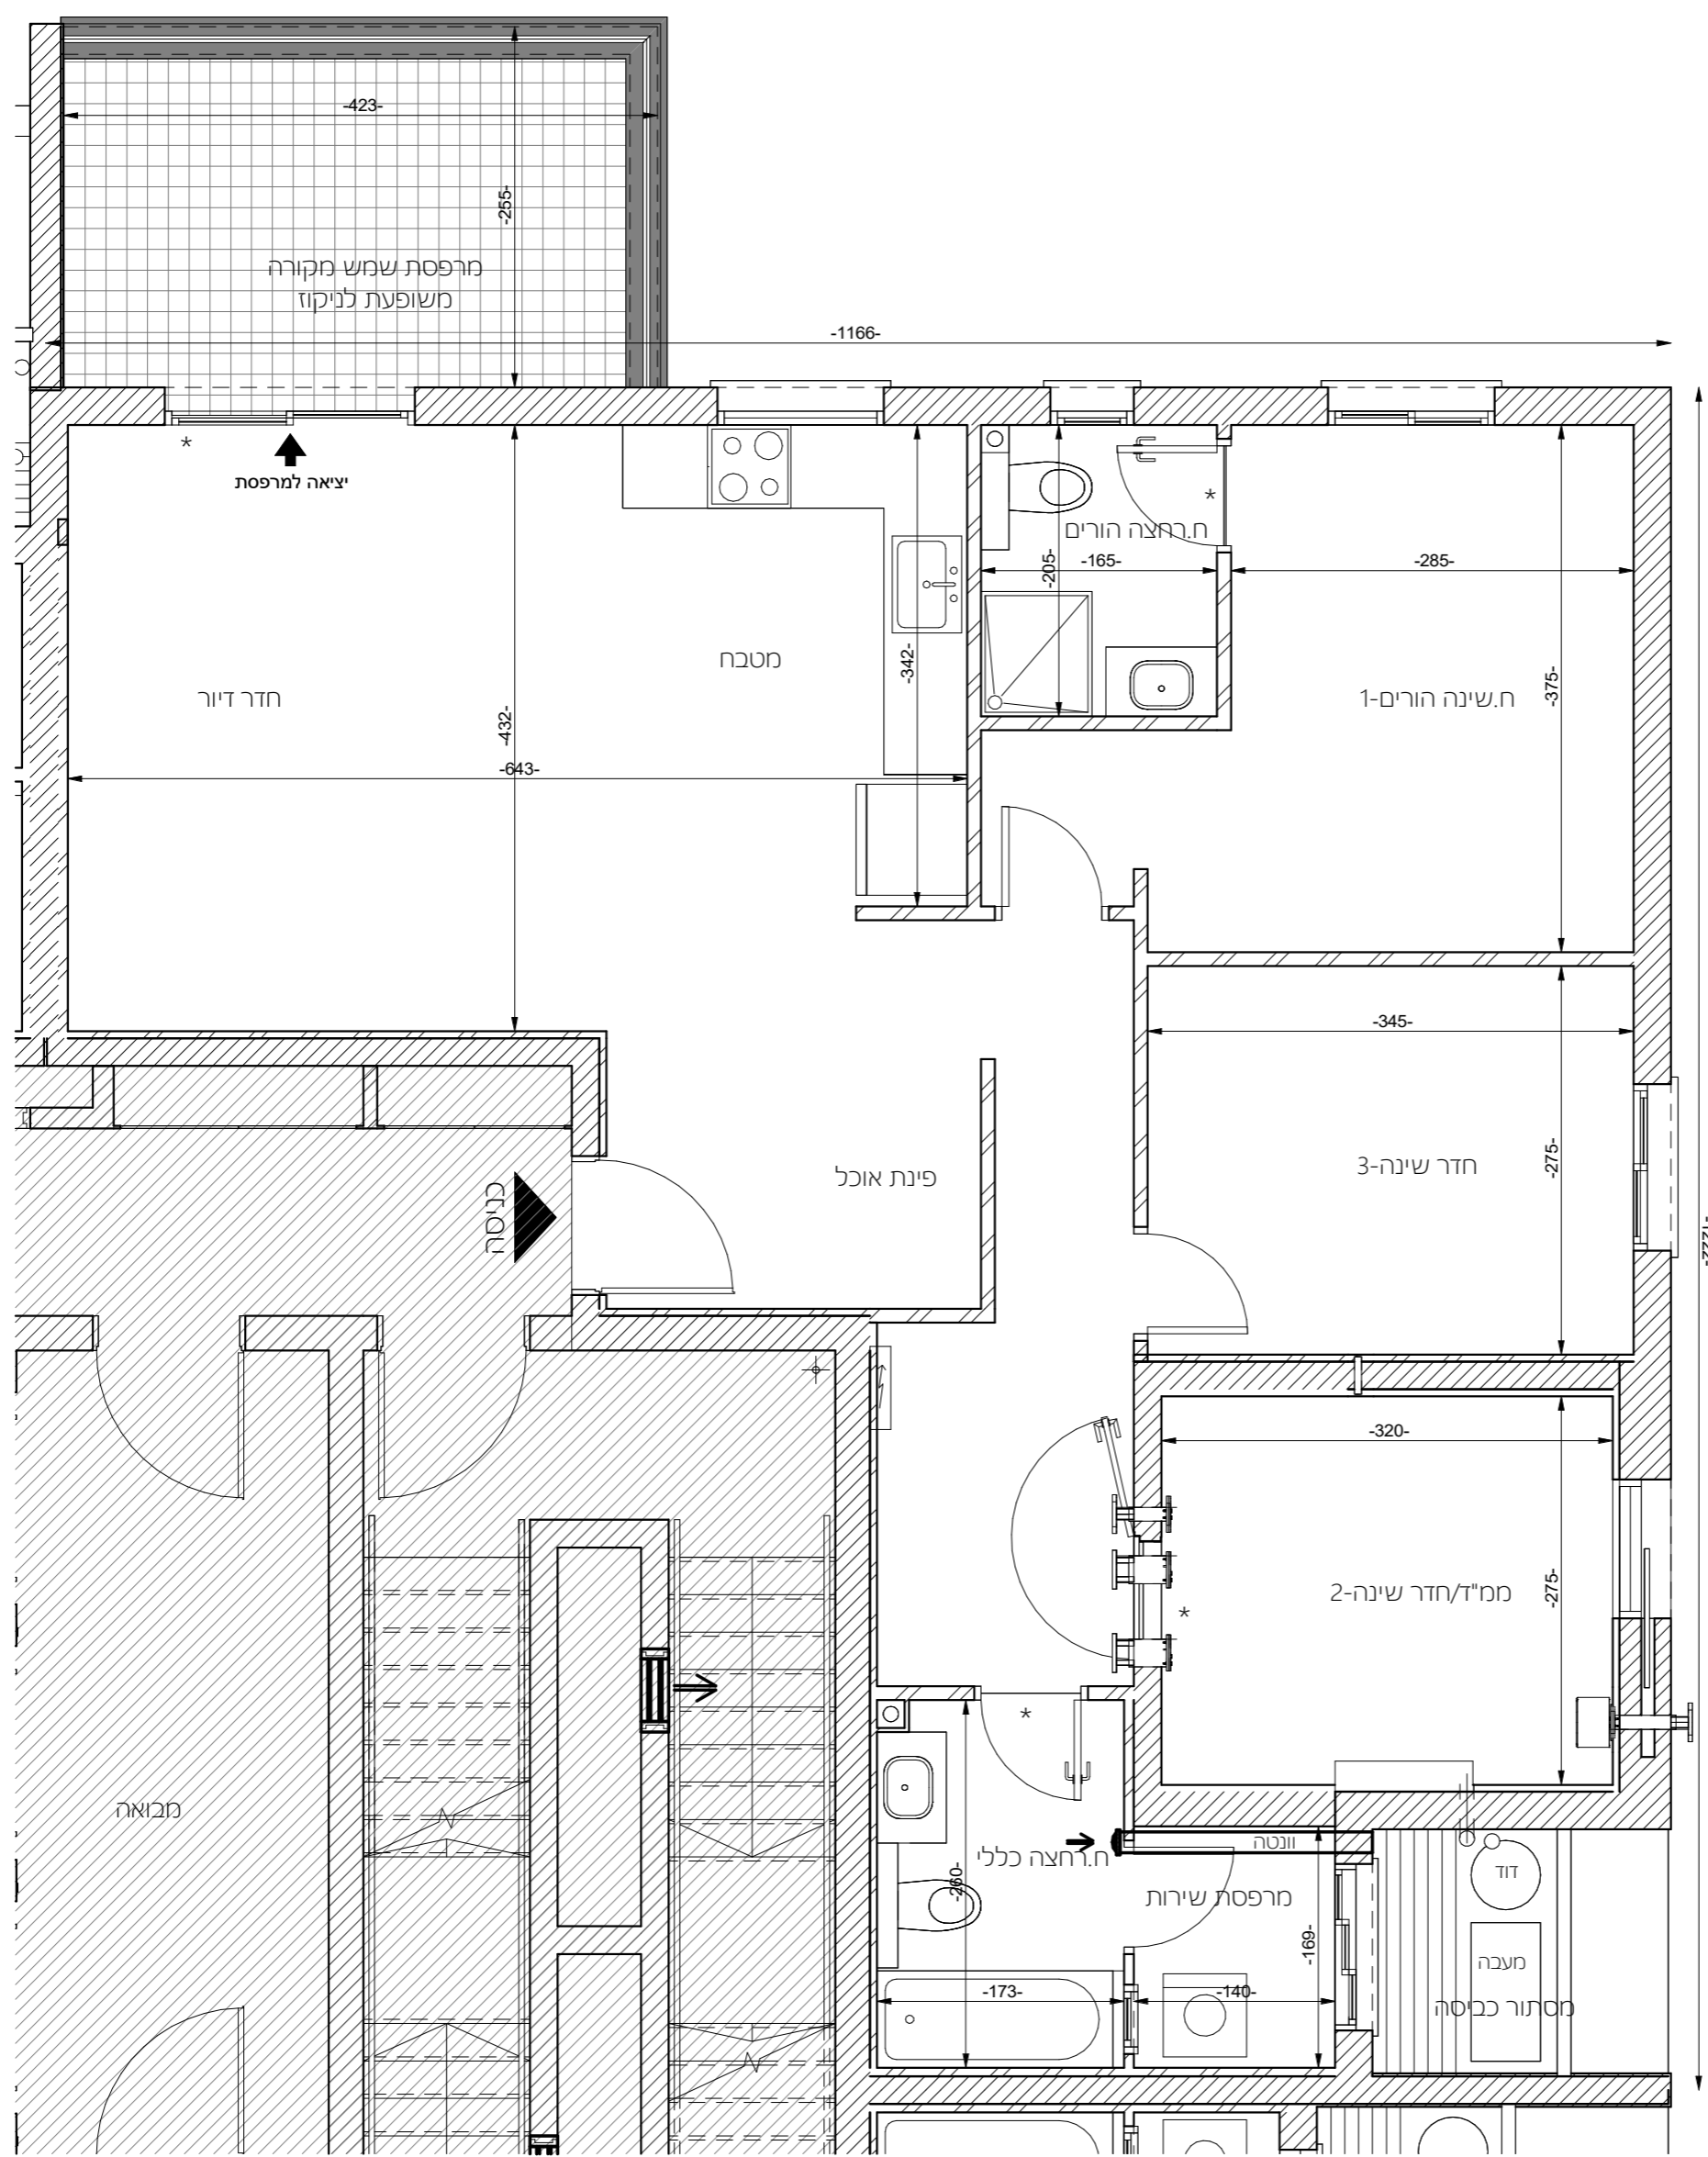 -423-
-255-
מרפסת שמש מקורה
משופעת לניקוז
-1166-
*
יציאה למרפסת
ח.רחצה הורים
*
-205-
-165-
-285-
מטבח
חדר דיור
-342-
-432-
-643-
ח.שינה הורים-1
-375-
-345-
-275-
חדר שינה-3
פינת אוכל
כניסה
-1222-
-320-
-275-
ממ"ד/חדר שינה-2
*
*
מבואה
וונטה
ח.רחצה כללי
-260-
מרפסת שירות
-169-
דוד
מעבה
מסתור כביסה
-173-
-140-